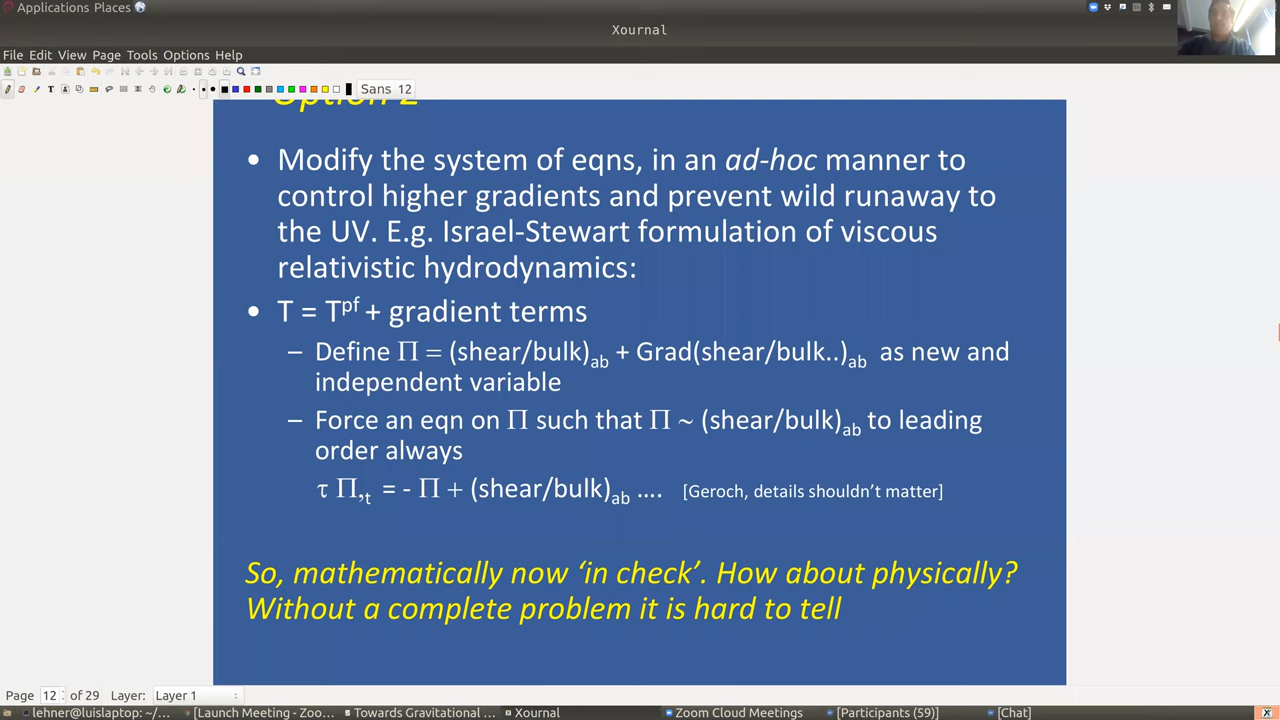 Applications Places
Xournal
File Edit View Page Tools Options Help
Sans 12
Option 2
• Modify the system of eqns, in an ad-hoc manner to
control higher gradients and prevent wild runaway to
the UV. E.g. Israel-Stewart formulation of viscous
relativistic hydrodynamics:
• T = Tᵖᶠ + gradient terms
– Define Π = (shear/bulk)ab + Grad(shear/bulk..)ab as new and
independent variable
– Force an eqn on Π such that Π ~ (shear/bulk)ab to leading
order always
τ Π,t = - Π + (shear/bulk)ab .... [Geroch, details shouldn't matter]
So, mathematically now 'in check'. How about physically?
Without a complete problem it is hard to tell
Page 12 of 29 Layer: Layer 1
lehner@luislaptop: ~/... [Launch Meeting - Zoo... Towards Gravitational ... Xournal Zoom Cloud Meetings [Participants (59)] [Chat]